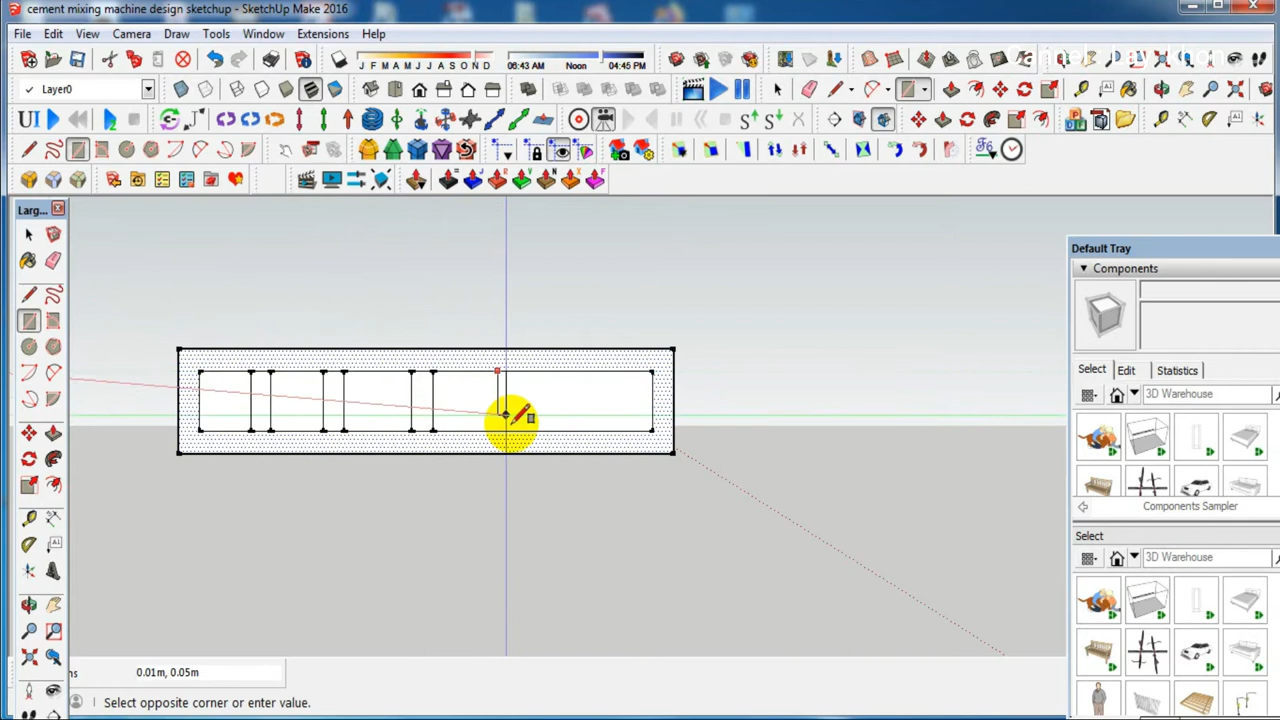 cement mixing machine design sketchup - SketchUp Make 2016
File Edit View Camera Draw Tools Window Extensions Help
J F M A M J J A S O N D
06:43 AM Noon 04:45 PM
Layer0
UI
Larg...
Default Tray
Components
Select Edit Statistics
3D Warehouse
Components Sampler
Select
3D Warehouse
ns 0.01m, 0.05m
Select opposite corner or enter value.